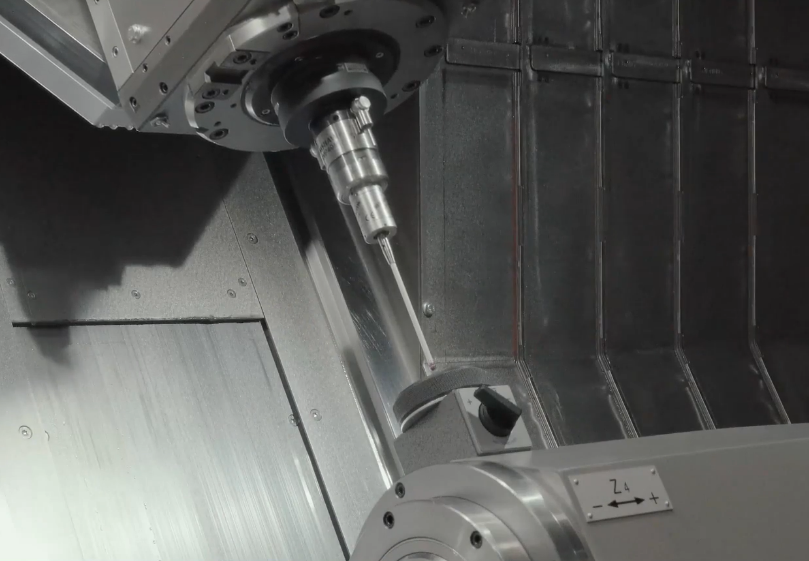 Z4
- ↔ +